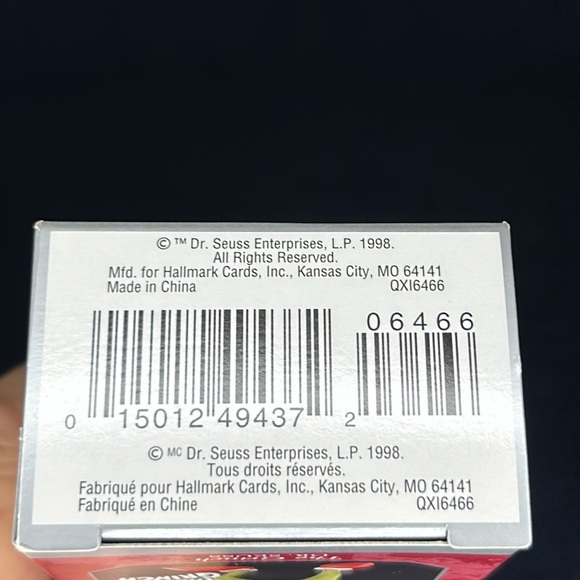 © ™ Dr. Seuss Enterprises, L.P. 1998.
All Rights Reserved.
Mfd. for Hallmark Cards, Inc., Kansas City, MO 64141
Made in China QXI6466
06466
0 15012 49437 2
© MC Dr. Seuss Enterprises, L.P. 1998.
Tous droits réservés.
Fabriqué pour Hallmark Cards, Inc., Kansas City, MO 64141
Fabriqué en Chine QXI6466